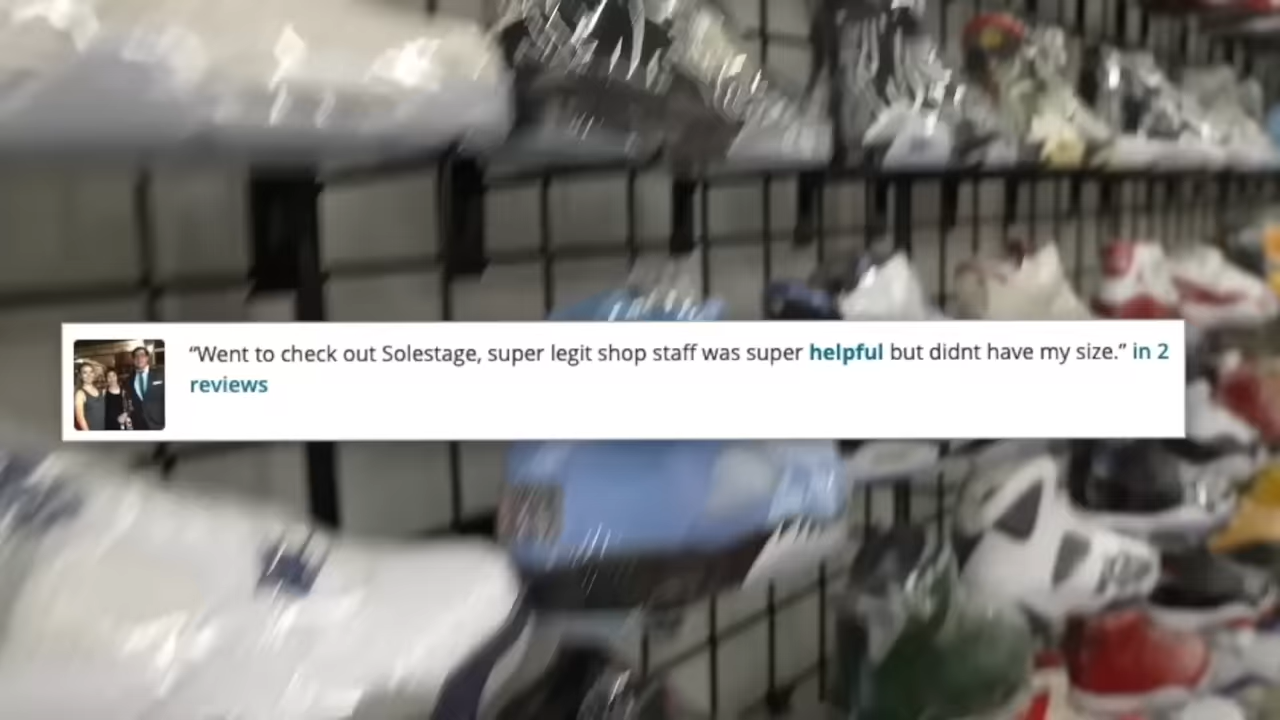 “Went to check out Solestage, super legit shop staff was super helpful but didnt have my size.” in 2
reviews